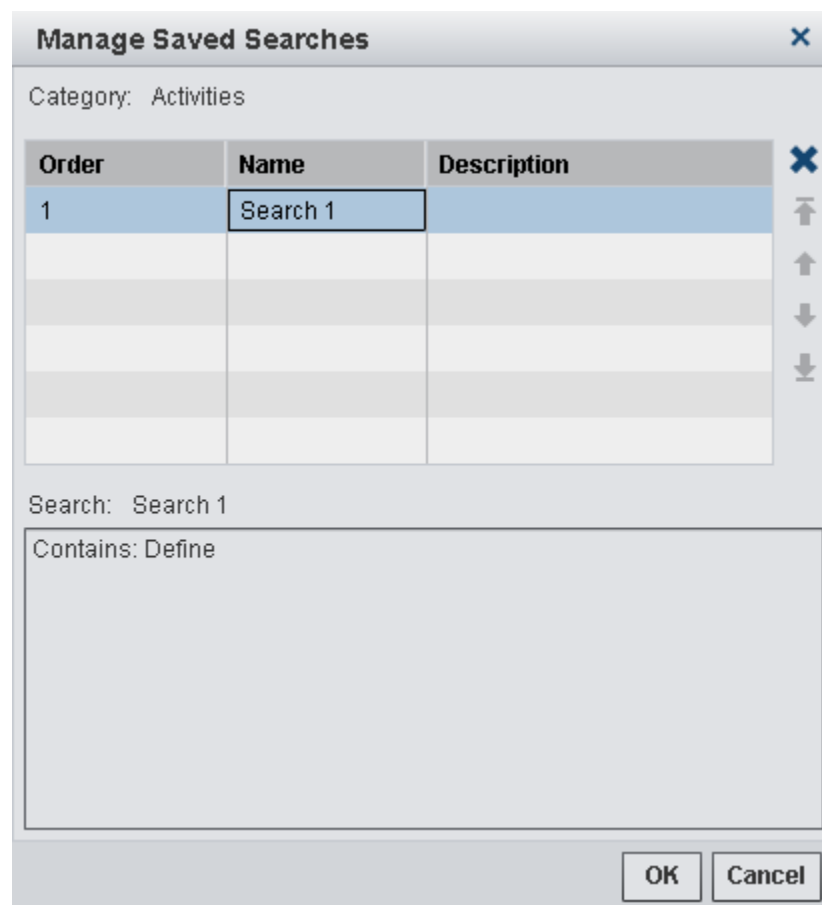 Manage Saved Searches
Category: Activities
Order Name Description
1 Search 1
Search: Search 1
Contains: Define
OK Cancel